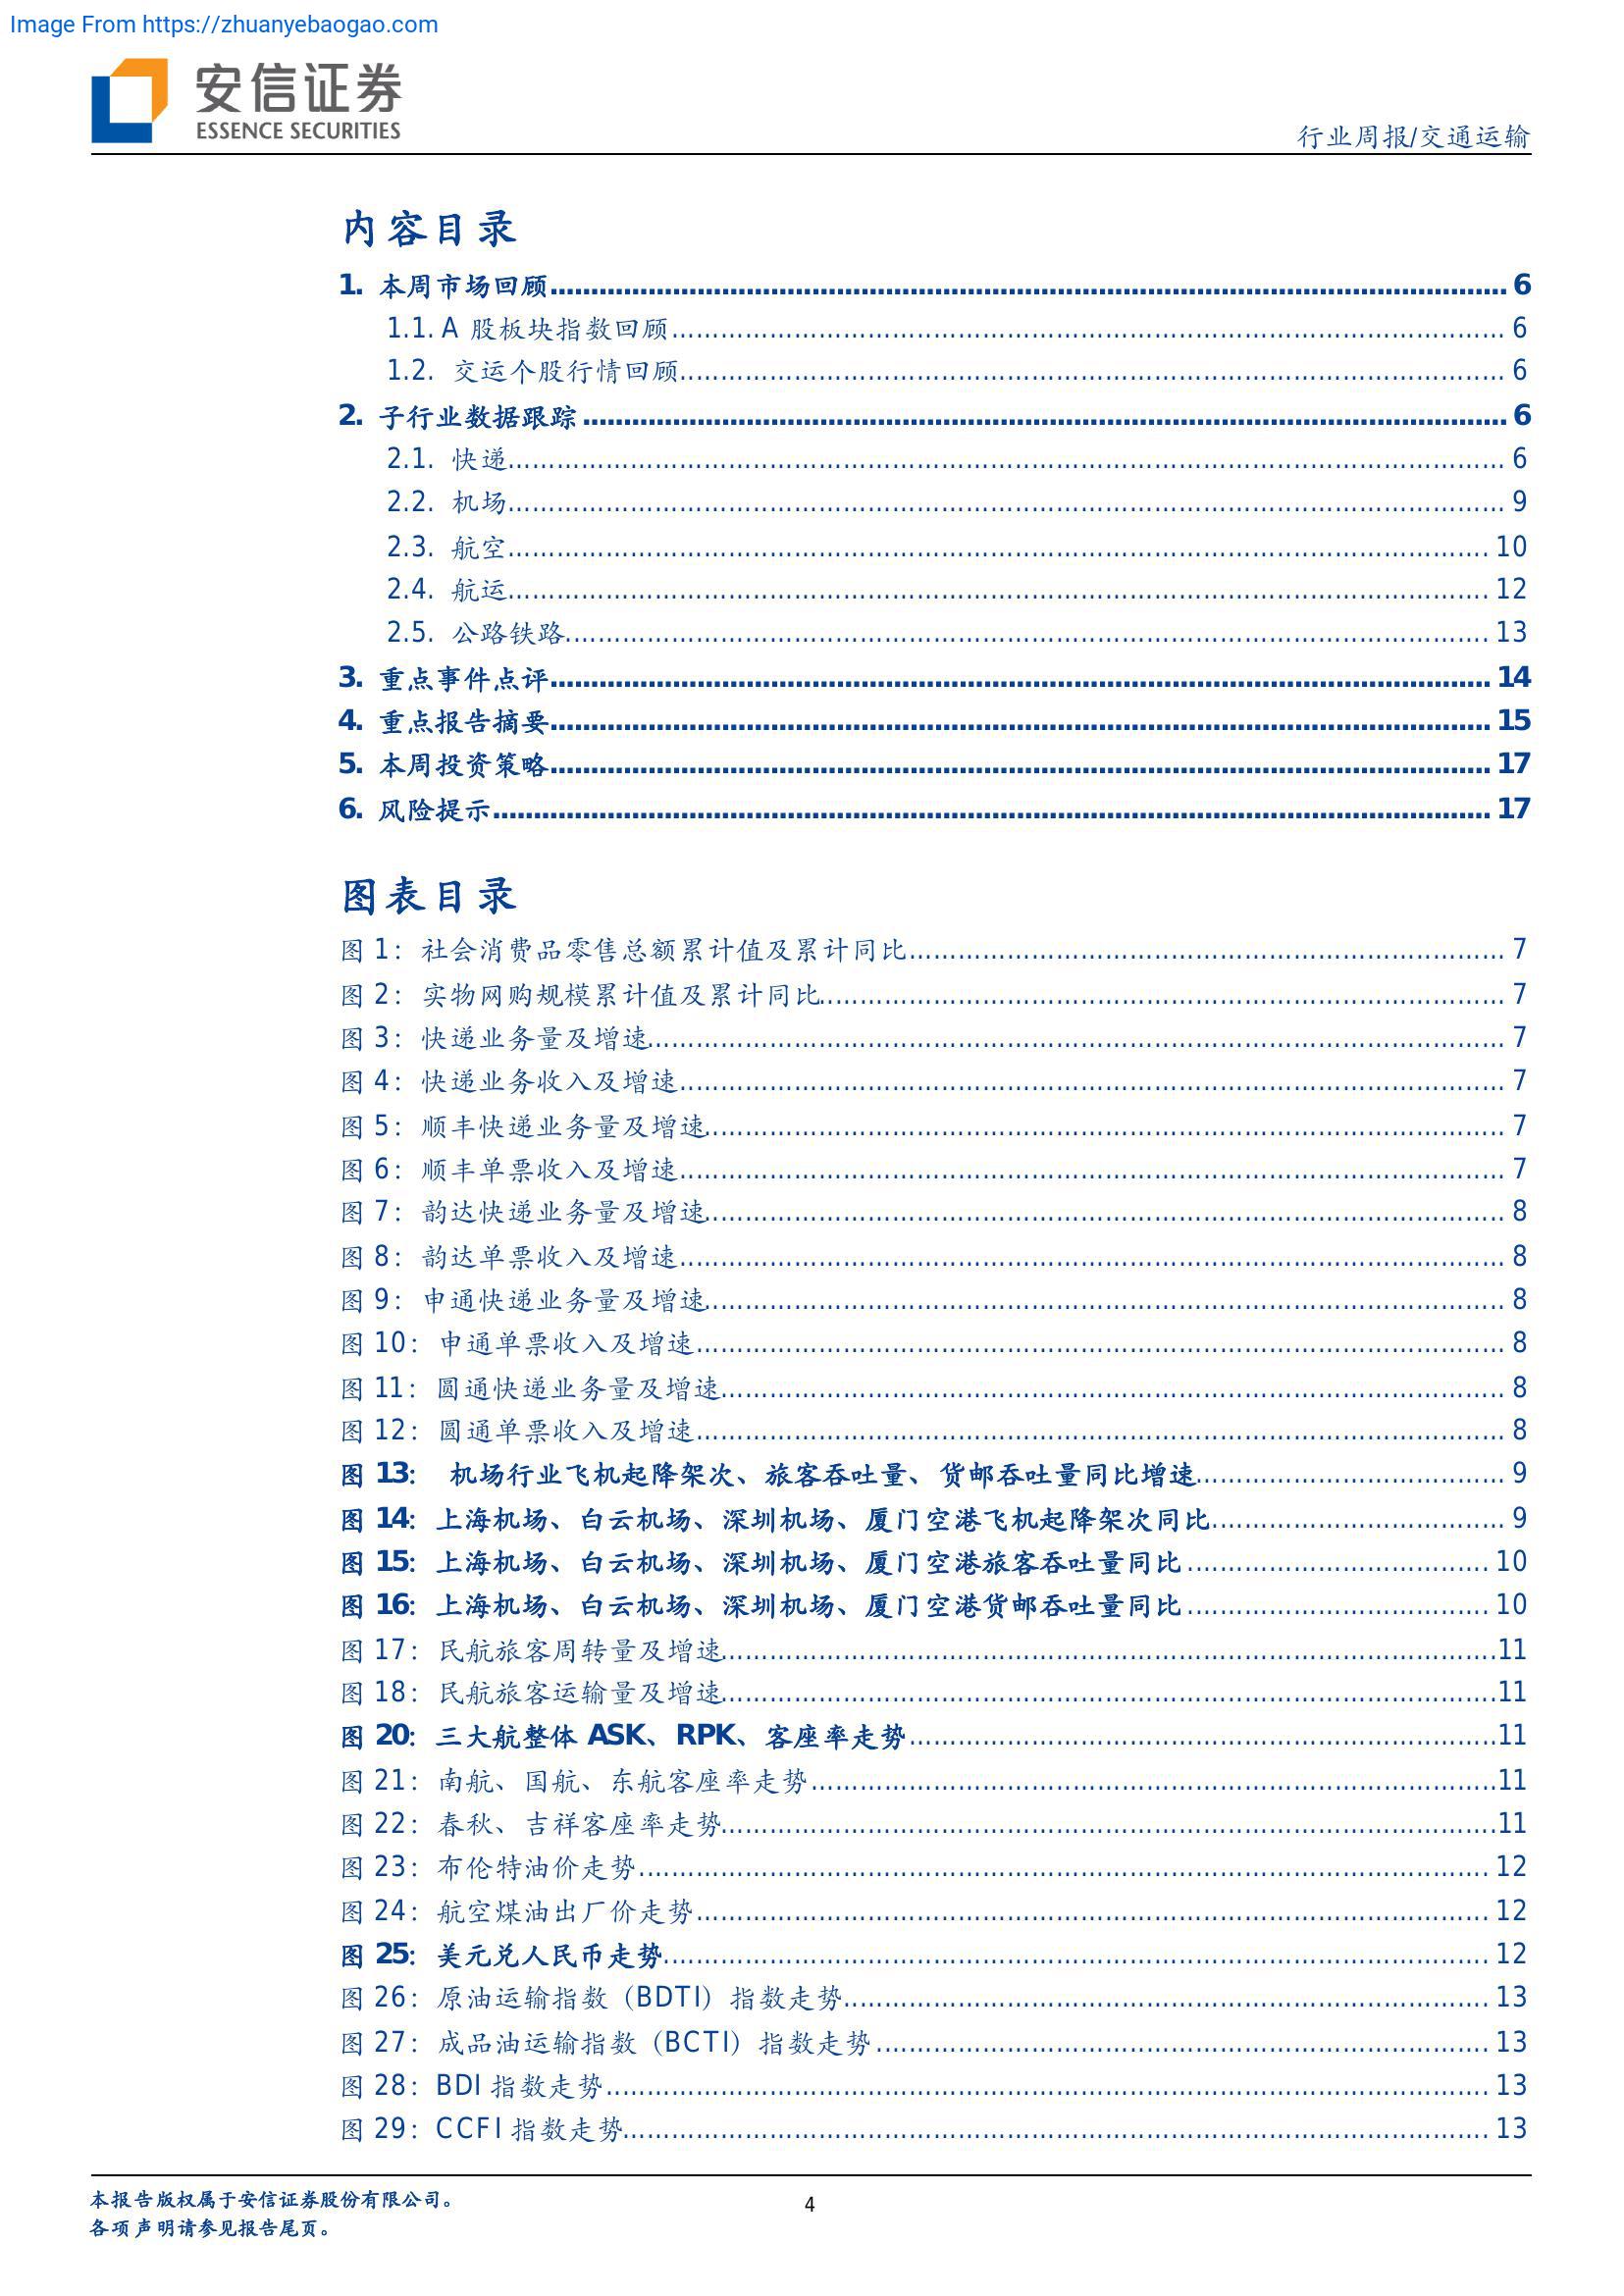 Image From https://zhuanyebaogao.com
安信证券
ESSENCE SECURITIES
行业周报/交通运输
内容目录
1. 本周市场回顾 6
1.1. A 股板块指数回顾 6
1.2. 交运个股行情回顾 6
2. 子行业数据跟踪 6
2.1. 快递 6
2.2. 机场 9
2.3. 航空 10
2.4. 航运 12
2.5. 公路铁路 13
3. 重点事件点评 14
4. 重点报告摘要 15
5. 本周投资策略 17
6. 风险提示 17
图表目录
图 1：社会消费品零售总额累计值及累计同比 7
图 2：实物网购规模累计值及累计同比 7
图 3：快递业务量及增速 7
图 4：快递业务收入及增速 7
图 5：顺丰快递业务量及增速 7
图 6：顺丰单票收入及增速 7
图 7：韵达快递业务量及增速 8
图 8：韵达单票收入及增速 8
图 9：申通快递业务量及增速 8
图 10：申通单票收入及增速 8
图 11：圆通快递业务量及增速 8
图 12：圆通单票收入及增速 8
图 13： 机场行业飞机起降架次、旅客吞吐量、货邮吞吐量同比增速 9
图 14：上海机场、白云机场、深圳机场、厦门空港飞机起降架次同比 9
图 15：上海机场、白云机场、深圳机场、厦门空港旅客吞吐量同比 10
图 16：上海机场、白云机场、深圳机场、厦门空港货邮吞吐量同比 10
图 17：民航旅客周转量及增速 11
图 18：民航旅客运输量及增速 11
图 20：三大航整体 ASK、RPK、客座率走势 11
图 21：南航、国航、东航客座率走势 11
图 22：春秋、吉祥客座率走势 11
图 23：布伦特油价走势 12
图 24：航空煤油出厂价走势 12
图 25：美元兑人民币走势 12
图 26：原油运输指数（BDTI）指数走势 13
图 27：成品油运输指数（BCTI）指数走势 13
图 28：BDI 指数走势 13
图 29：CCFI 指数走势 13
本报告版权属于安信证券股份有限公司。
4
各项声明请参见报告尾页。